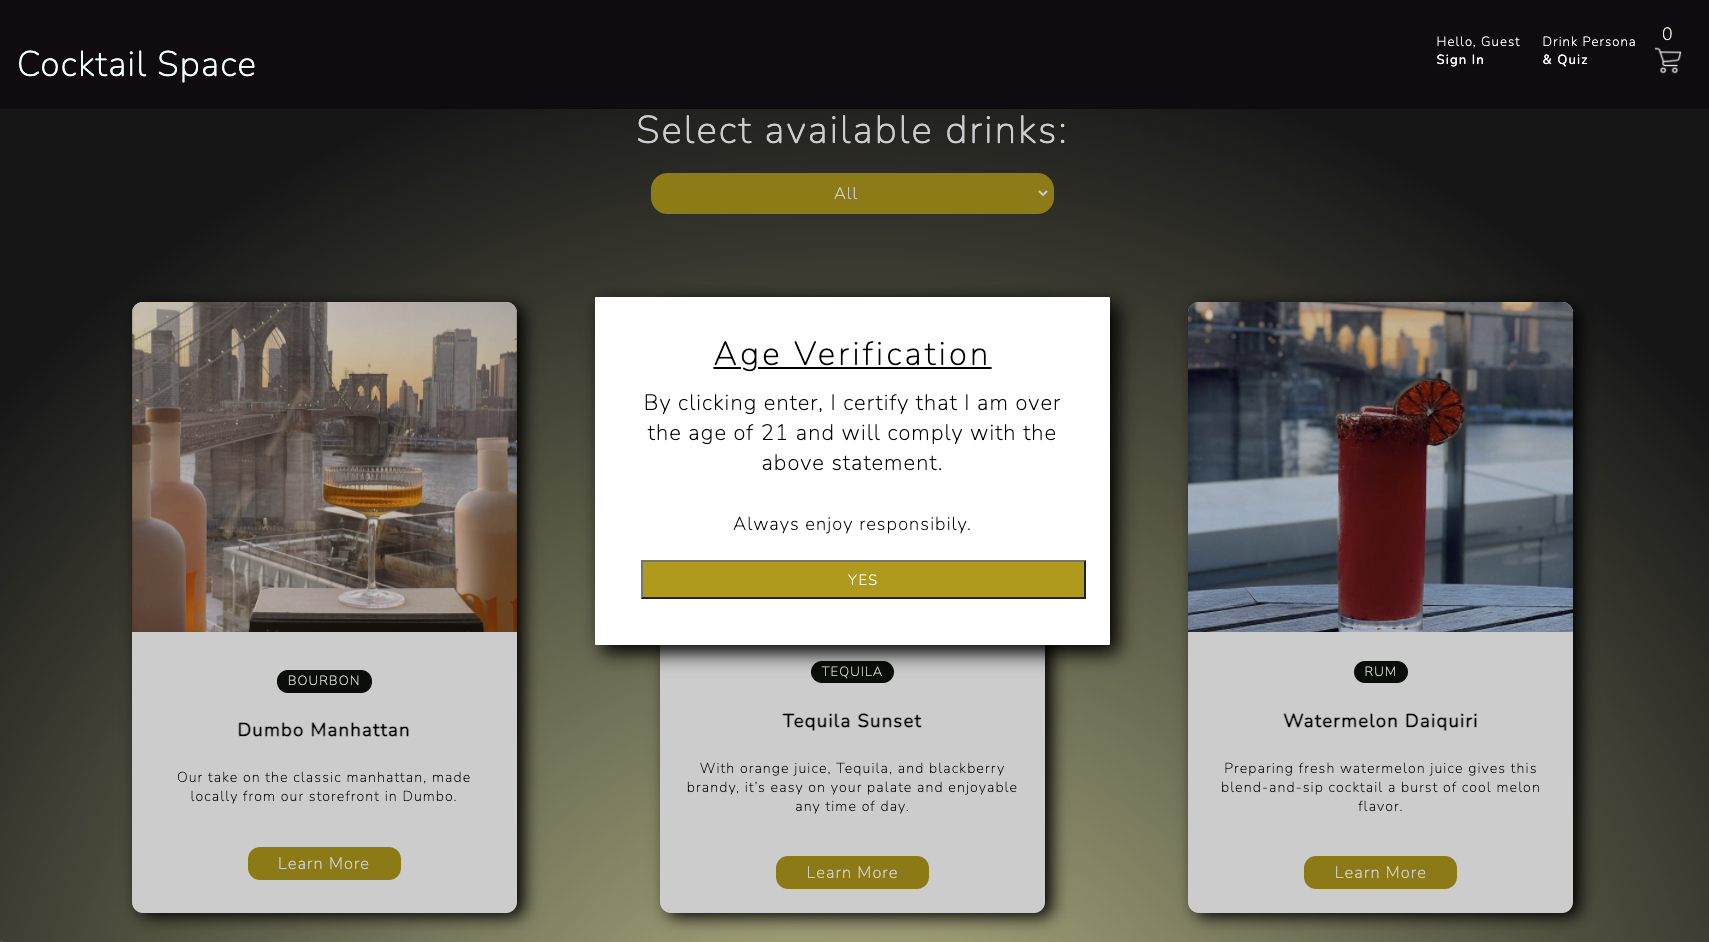 Cocktail Space
Hello, Guest
Sign In
Drink Persona
& Quiz
0
Select available drinks:
All
Age Verification
By clicking enter, I certify that I am over
the age of 21 and will comply with the
above statement.
Always enjoy responsibily.
YES
BOURBON
Dumbo Manhattan
Our take on the classic manhattan, made
locally from our storefront in Dumbo.
Learn More
TEQUILA
Tequila Sunset
With orange juice, Tequila, and blackberry
brandy, it's easy on your palate and enjoyable
any time of day.
Learn More
RUM
Watermelon Daiquiri
Preparing fresh watermelon juice gives this
blend-and-sip cocktail a burst of cool melon
flavor.
Learn More